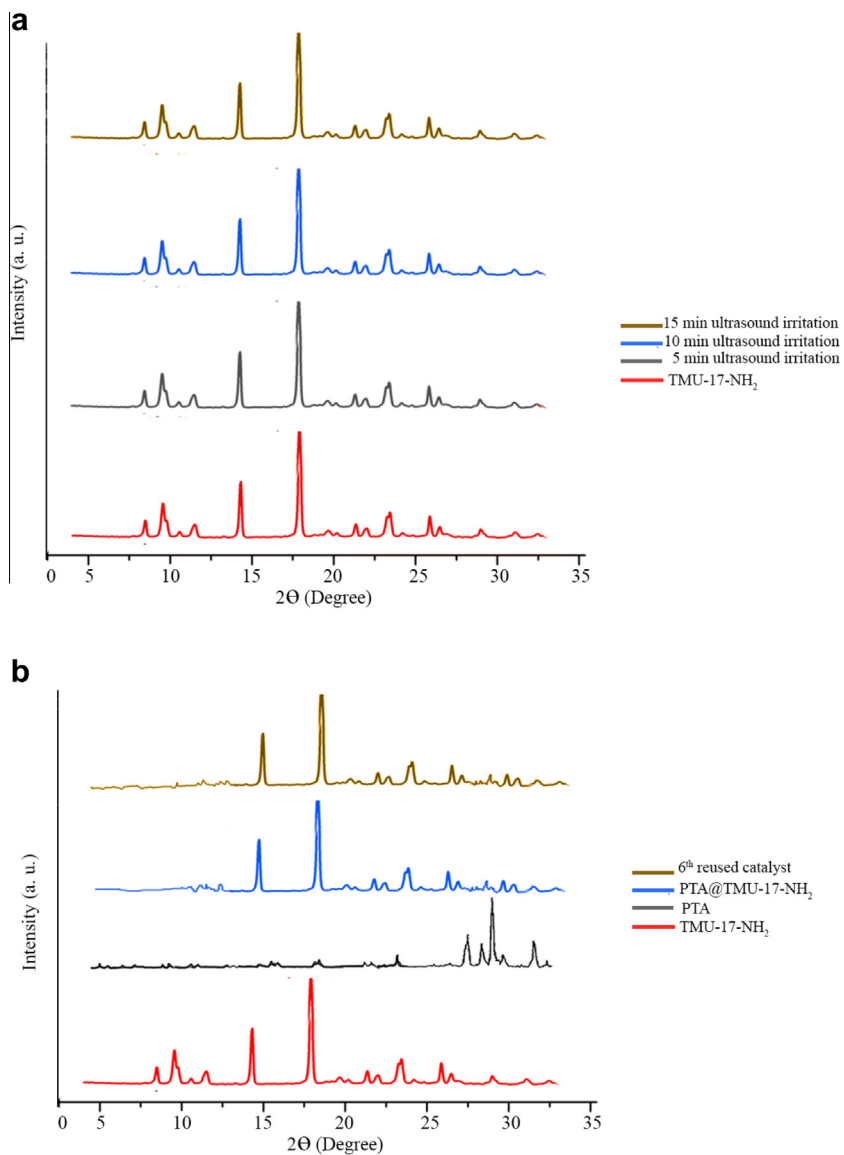 a
Intensity (a. u.)
15 min ultrasound irritation
10 min ultrasound irritation
5 min ultrasound irritation
TMU-17-NH₂
0 5 10 15 20 25 30 35
2Ө (Degree)
b
Intensity (a. u.)
6ᵗʰ reused catalyst
PTA@TMU-17-NH₂
PTA
TMU-17-NH₂
0 5 10 15 20 25 30 35
2Ө (Degree)